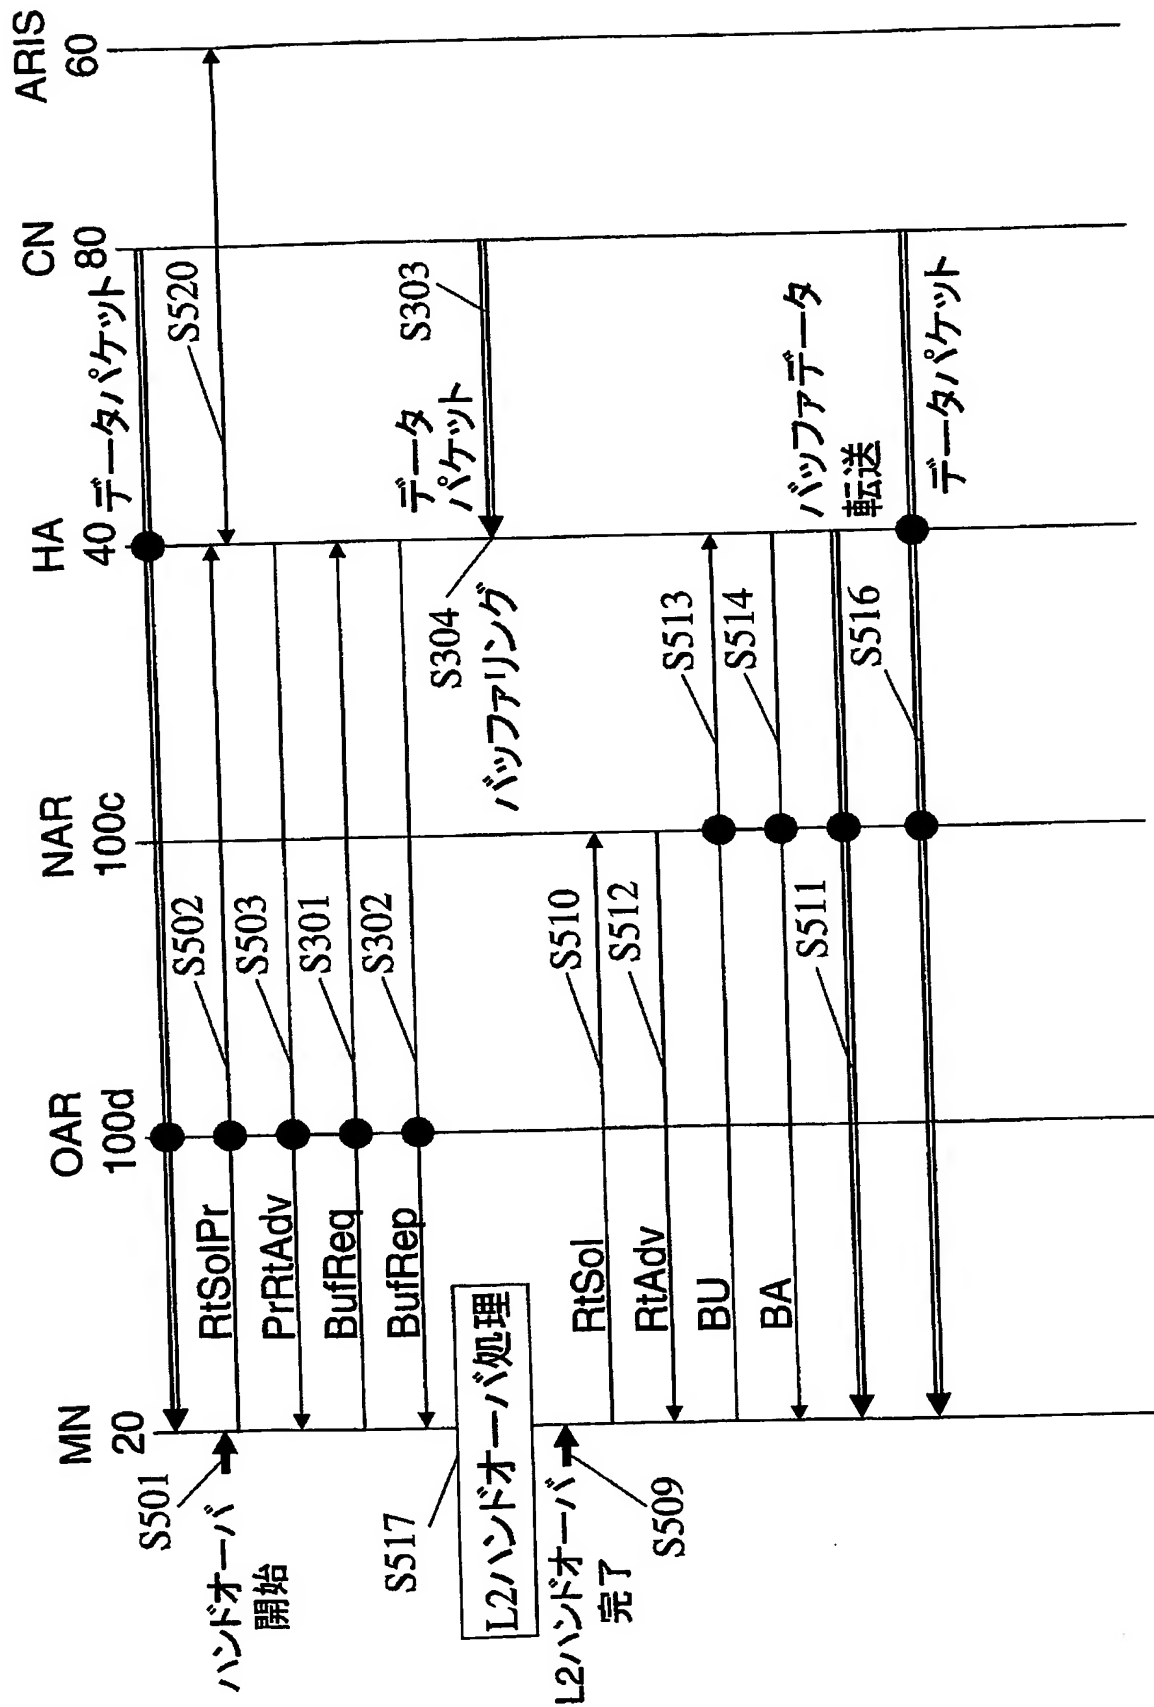 MN
20
OAR
100d
NAR
100c
HA
40
CN
80
ARIS
60
データパケット
S501
ハンドオーバ
開始
RtSolPr
S502
S520
PrRtAdv
S503
BufReq
S301
BufRep
S302
データ
パケット
S303
S304
バッファリング
S517
L2ハンドオーバ処理
L2ハンドオーバ
完了
S509
RtSol
S510
RtAdv
S512
BU
S513
BA
S514
S511
バッファデータ
転送
S516
データパケット